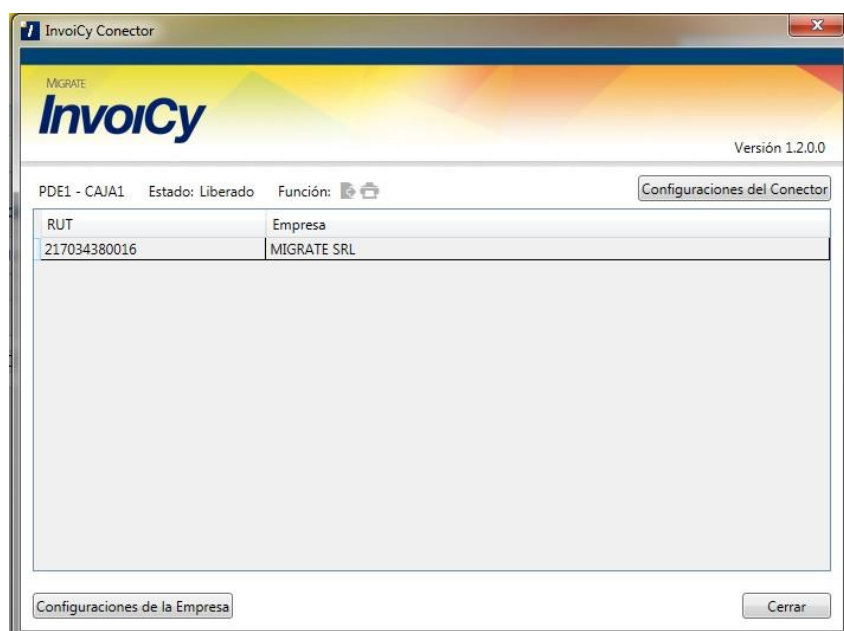 InvoiCy Conector
MIGRATE
InvoiCy
Versión 1.2.0.0
PDE1 - CAJA1 Estado: Liberado Función: Configuraciones del Conector
RUT Empresa
217034380016 MIGRATE SRL
Configuraciones de la Empresa Cerrar